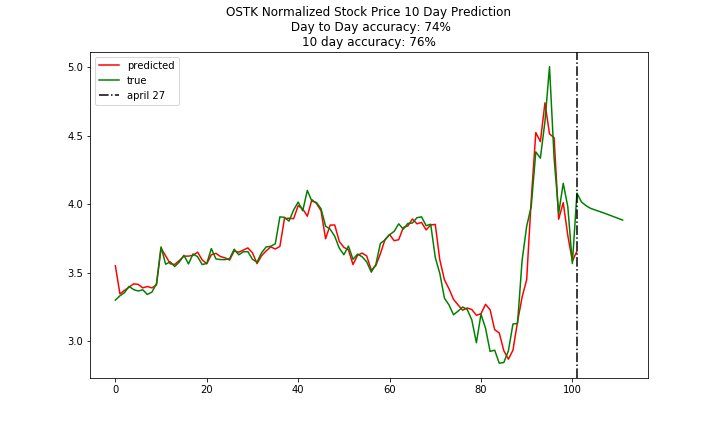 OSTK Normalized Stock Price 10 Day Prediction
Day to Day accuracy: 74%
10 day accuracy: 76%
predicted
true
april 27
5.0
4.5
4.0
3.5
3.0
0 20 40 60 80 100